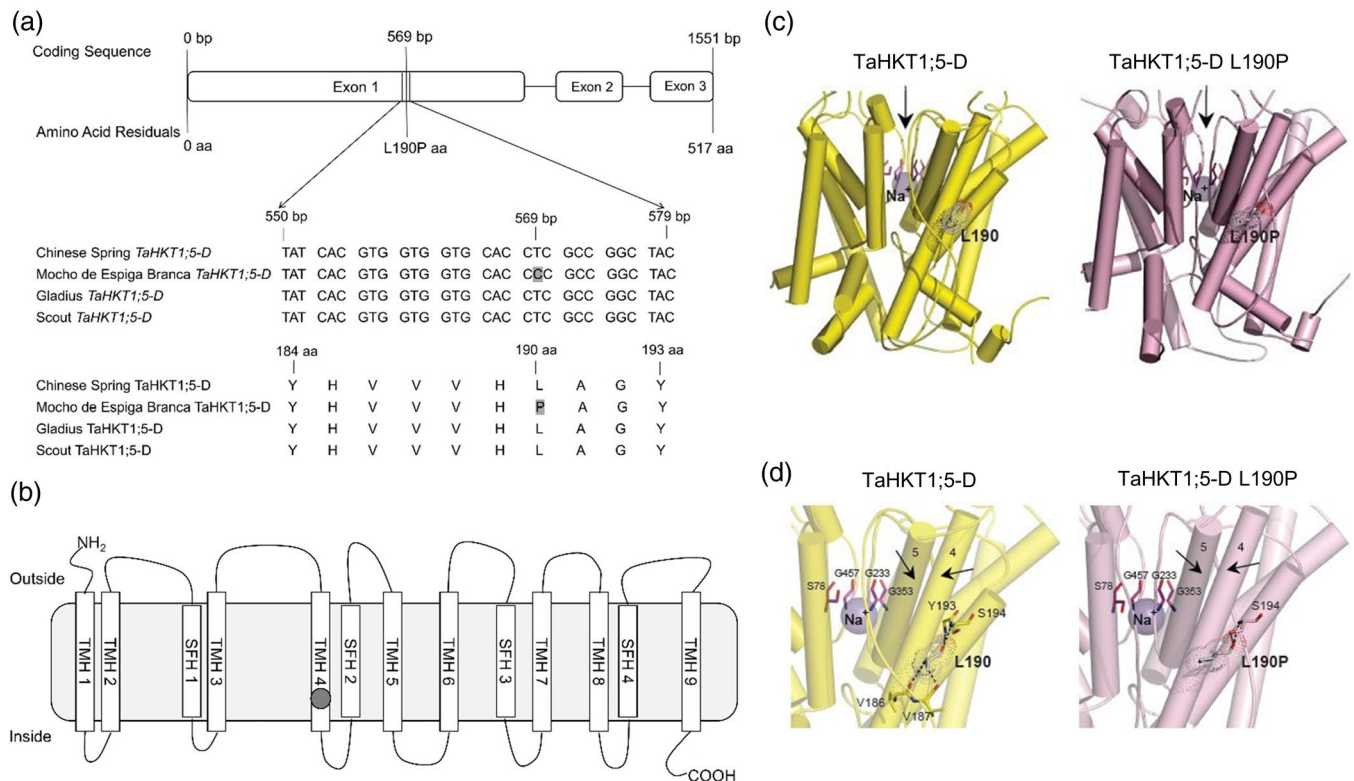 (a)
Coding Sequence
0 bp 569 bp 1551 bp
Exon 1 Exon 2 Exon 3
Amino Acid Residuals
0 aa L190P aa 517 aa
550 bp 569 bp 579 bp
Chinese Spring TaHKT1;5-D TAT CAC GTG GTG GTG CAC CTC GCC GGC TAC
Mocho de Espiga Branca TaHKT1;5-D TAT CAC GTG GTG GTG CAC CCC GCC GGC TAC
Gladius TaHKT1;5-D TAT CAC GTG GTG GTG CAC CTC GCC GGC TAC
Scout TaHKT1;5-D TAT CAC GTG GTG GTG CAC CTC GCC GGC TAC
184 aa 190 aa 193 aa
Chinese Spring TaHKT1;5-D Y H V V V H L A G Y
Mocho de Espiga Branca TaHKT1;5-D Y H V V V H P A G Y
Gladius TaHKT1;5-D Y H V V V H L A G Y
Scout TaHKT1;5-D Y H V V V H L A G Y
(b)
NH2
Outside
TMH 1 TMH 2 SFH 1 TMH 3 TMH 4 SFH 2 TMH 5 TMH 6 SFH 3 TMH 7 TMH 8 SFH 4 TMH 9
Inside
COOH
(c)
TaHKT1;5-D TaHKT1;5-D L190P
Na+ Na+
L190 L190P
(d)
TaHKT1;5-D TaHKT1;5-D L190P
5 4
G457 G233
S78
G353
Na+
Y193
S194
L190
V186
V187
5 4
G457 G233
S78
G353
Na+
S194
L190P